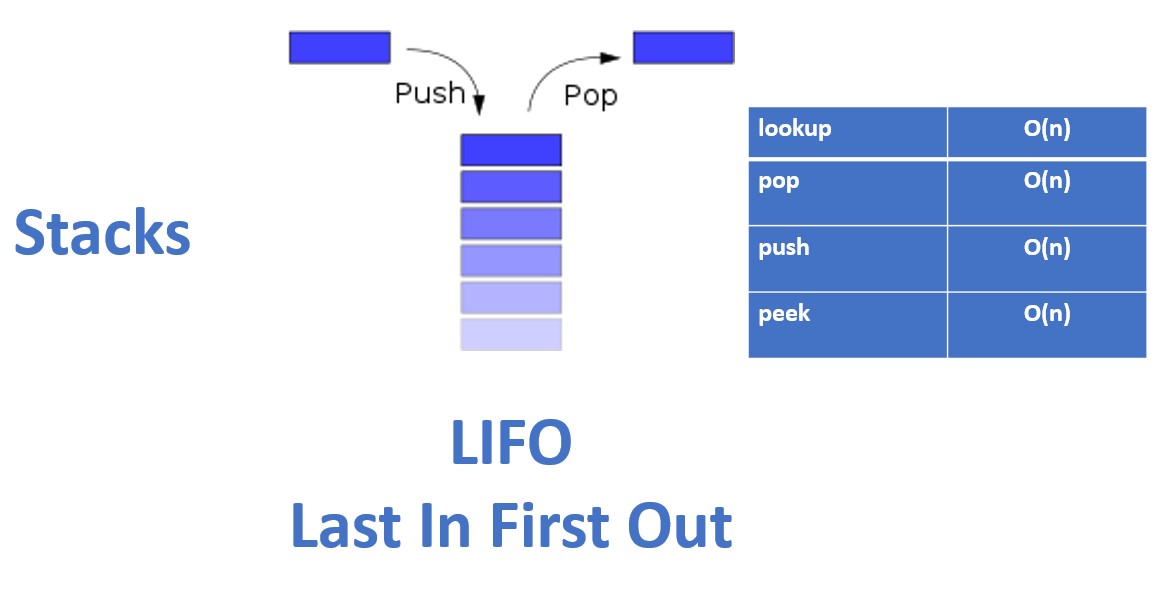 Push
Pop
Stacks
lookup O(n)
pop O(n)
push O(n)
peek O(n)
LIFO
Last In First Out